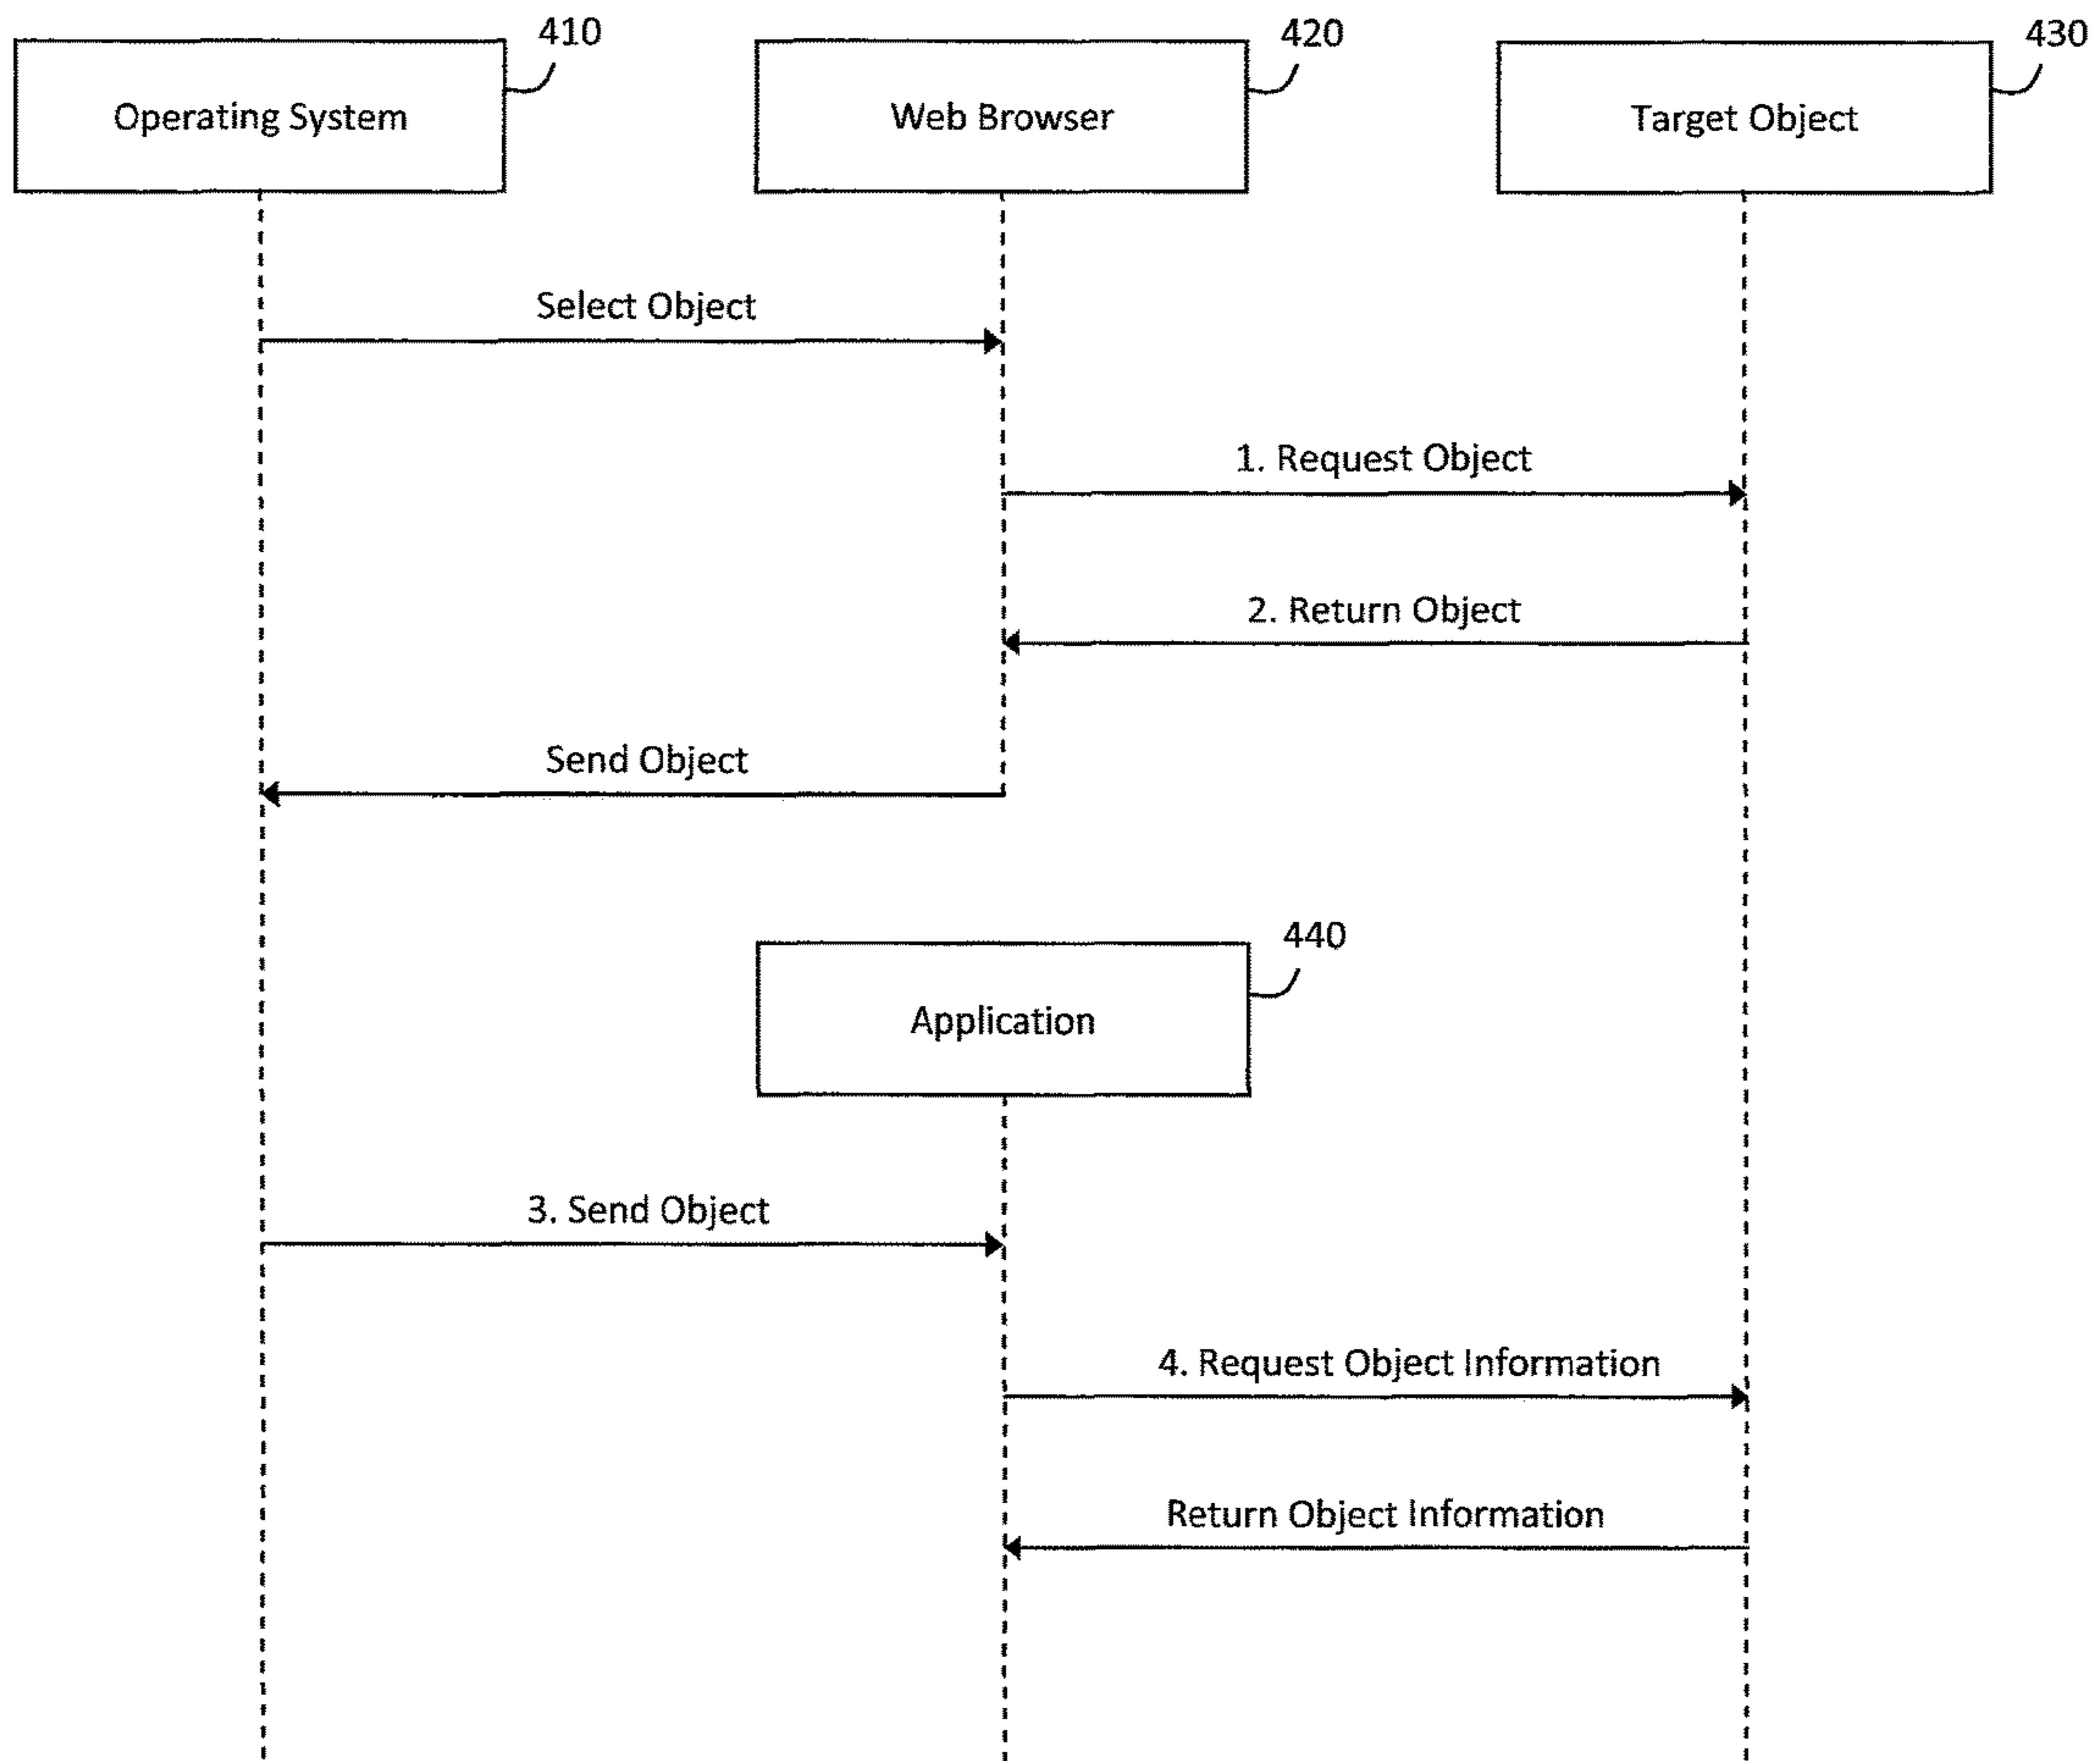 410
420
430
Operating System
Web Browser
Target Object
Select Object
1. Request Object
2. Return Object
Send Object
440
Application
3. Send Object
4. Request Object Information
Return Object Information